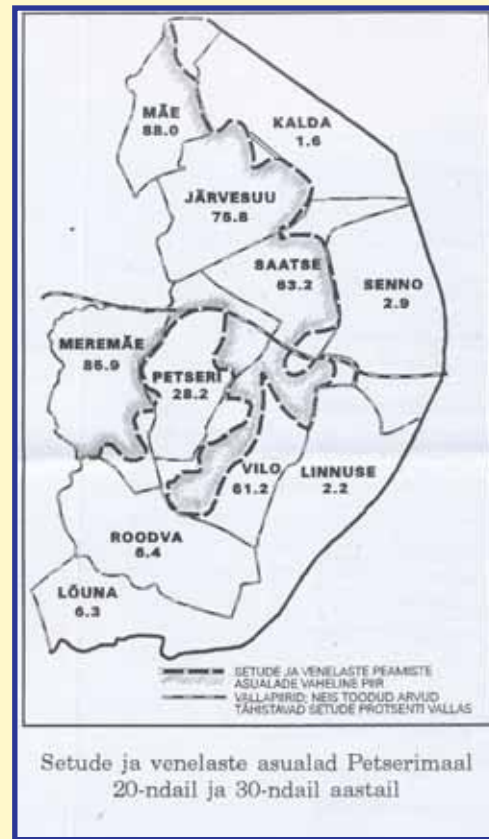 MÄE
88.0
KALDA
1.6
JÄRVESUU
75.8
SAATSE
63.2
SENNO
2.9
MEREMÄE
85.9
PETSERI
28.2
VILO
61.2
LINNUSE
2.2
ROODVA
6.4
LÕUNA
6.3
SETUDE JA VENELASTE PEAMISTE
ASUALADE VAHELINE PIIR
VALLAPIIRID; NEIS TOODUD ARVUD
TÄHISTAVAD SETUDE PROTSENTI VALLAS
Setude ja venelaste asualad Petserimaal
20-ndail ja 30-ndail aastail